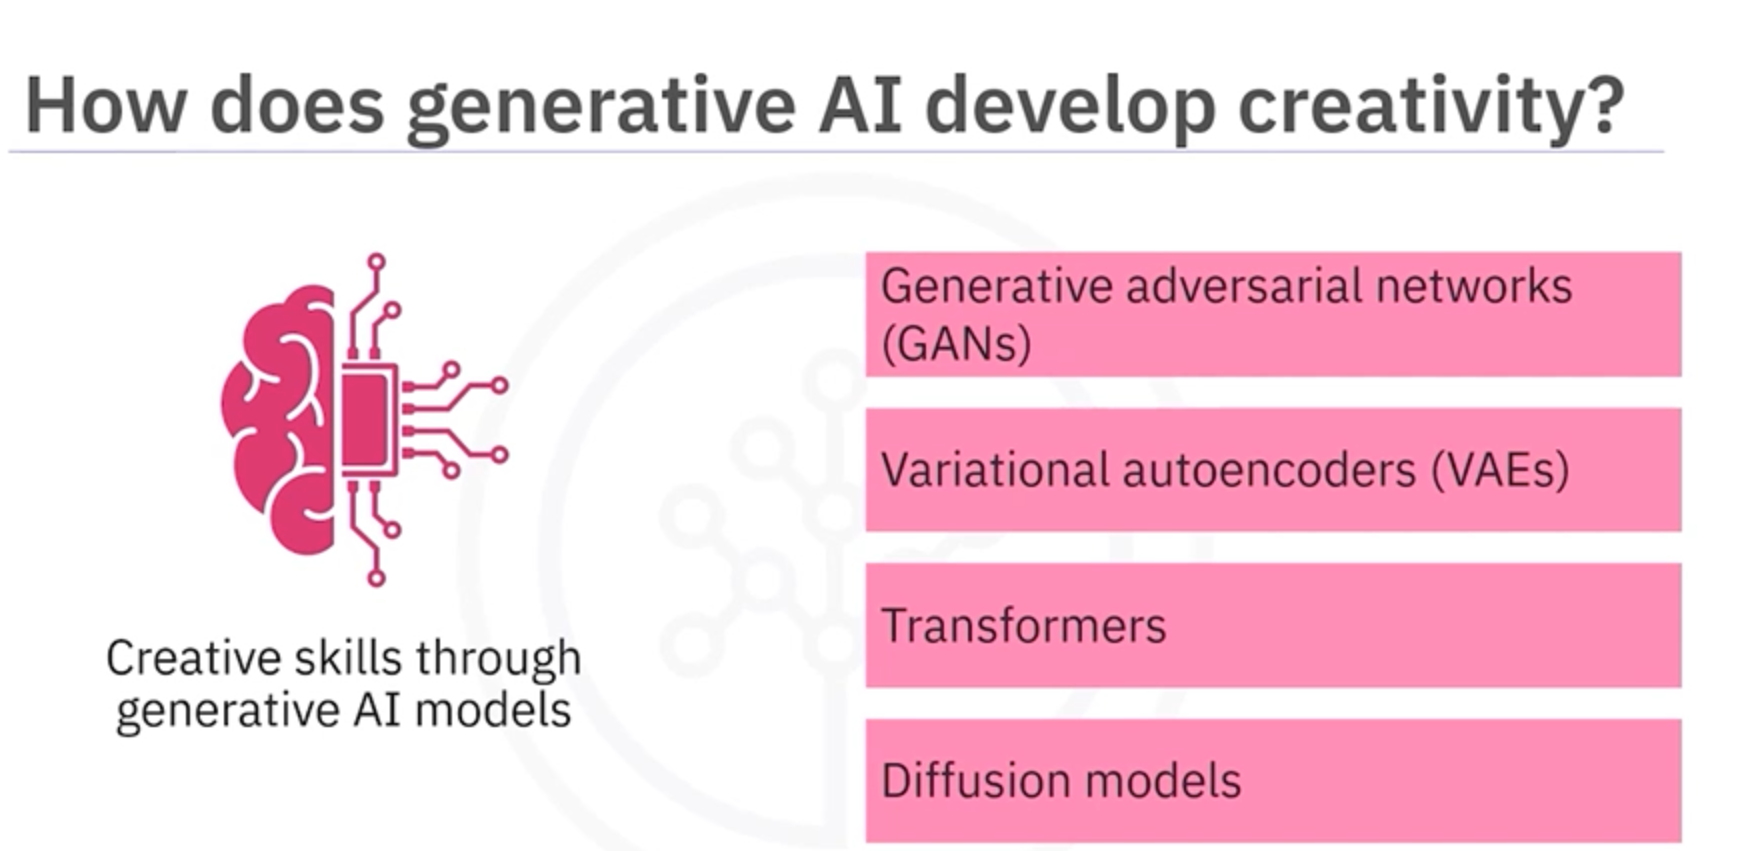 How does generative AI develop creativity?
Creative skills through
generative AI models
Generative adversarial networks
(GANs)
Variational autoencoders (VAEs)
Transformers
Diffusion models